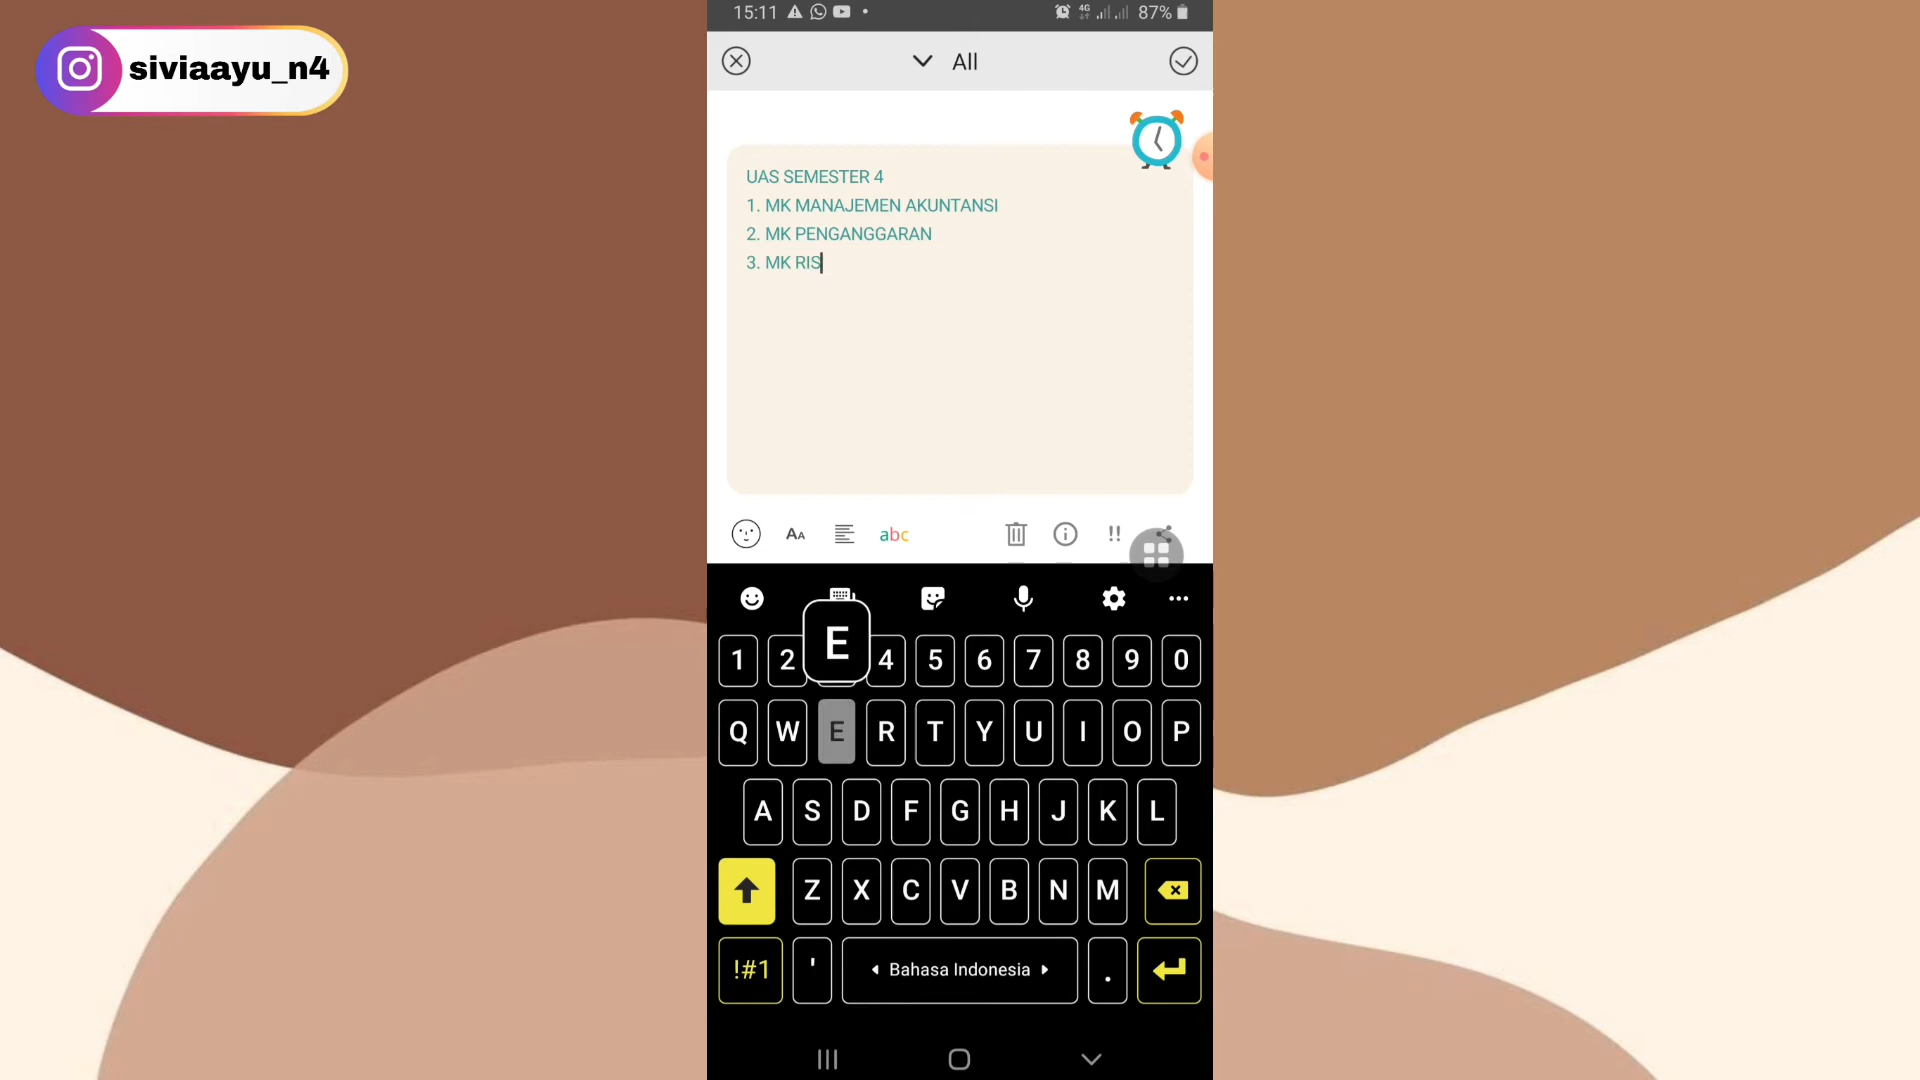 siviaayu_n4
15:11
4G
87%
All
UAS SEMESTER 4
1. MK MANAJEMEN AKUNTANSI
2. MK PENGANGGARAN
3. MK RIS
abc
!!
E
1 2 4 5 6 7 8 9 0
Q W E R T Y U I O P
A S D F G H J K L
Z X C V B N M
!#1 ' Bahasa Indonesia .